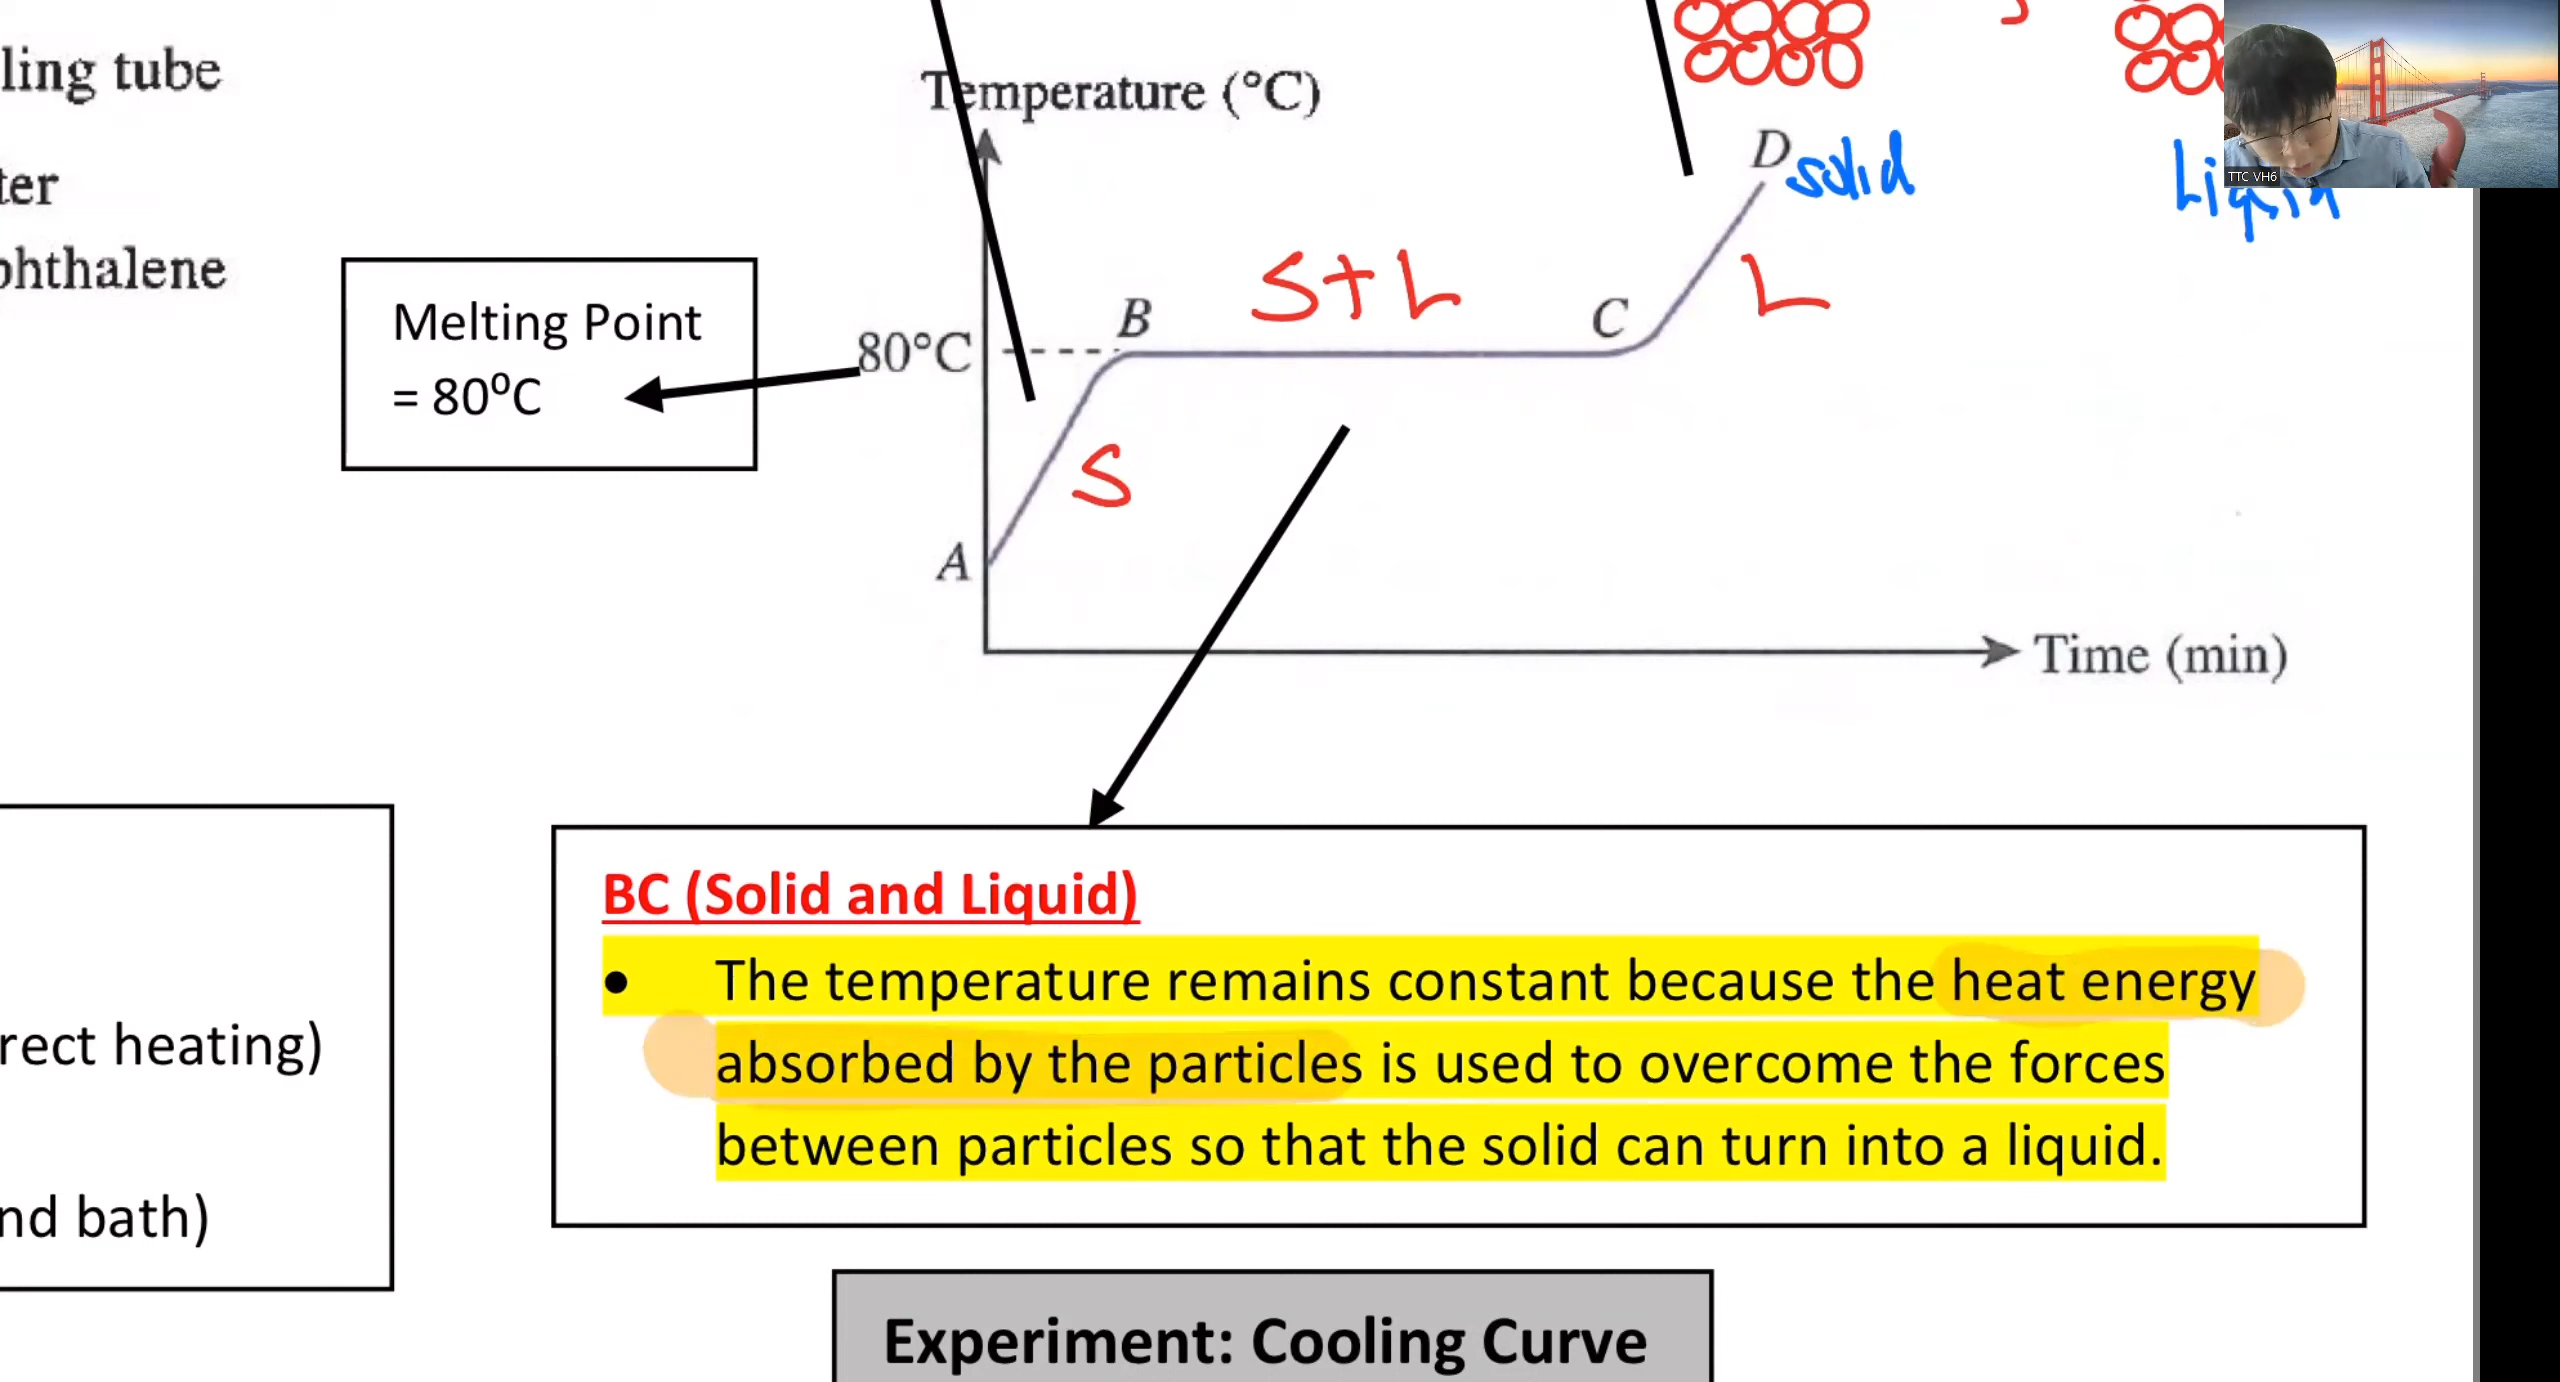 ling tube
ter
phthalene
Temperature (°C)
D
solid
Liquid
TTC VH6
S+L
L
B
C
80°C
Melting Point
= 80⁰C
S
A
Time (min)
rect heating)
nd bath)
BC (Solid and Liquid)
• The temperature remains constant because the heat energy
absorbed by the particles is used to overcome the forces
between particles so that the solid can turn into a liquid.
Experiment: Cooling Curve